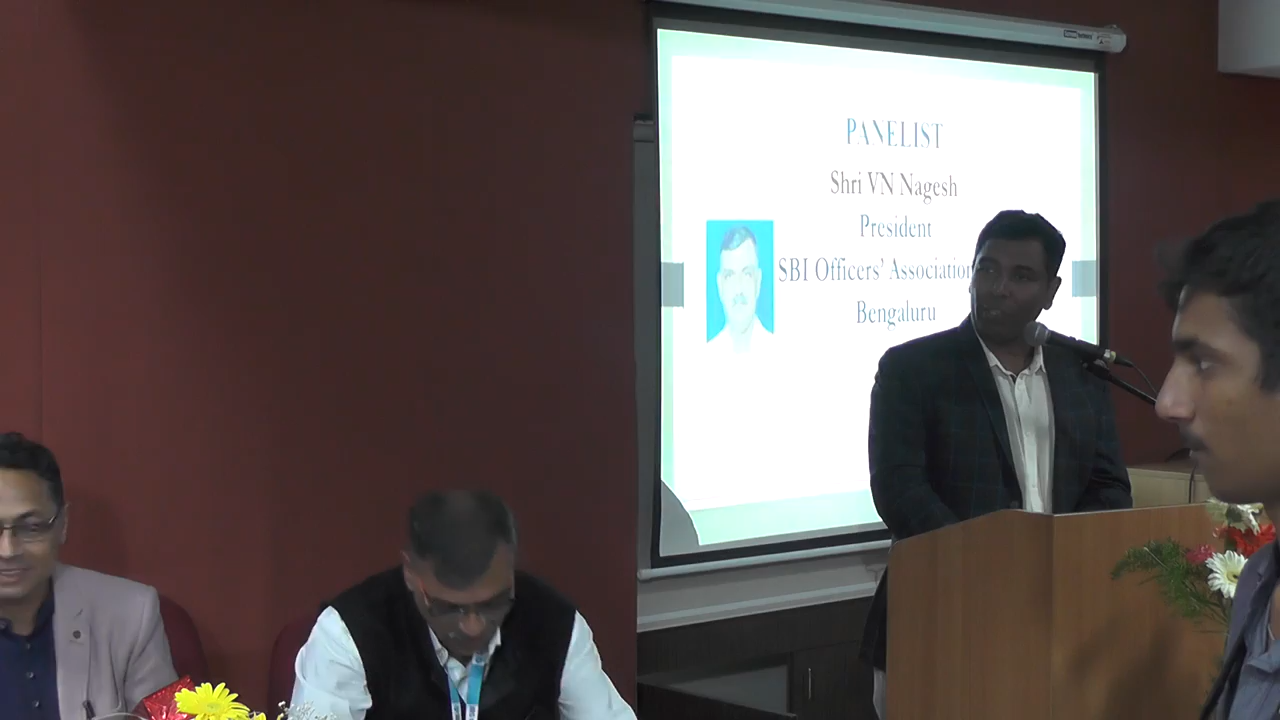 PANELIST
Shri VN Nagesh
President
SBI Officers' Association
Bengaluru